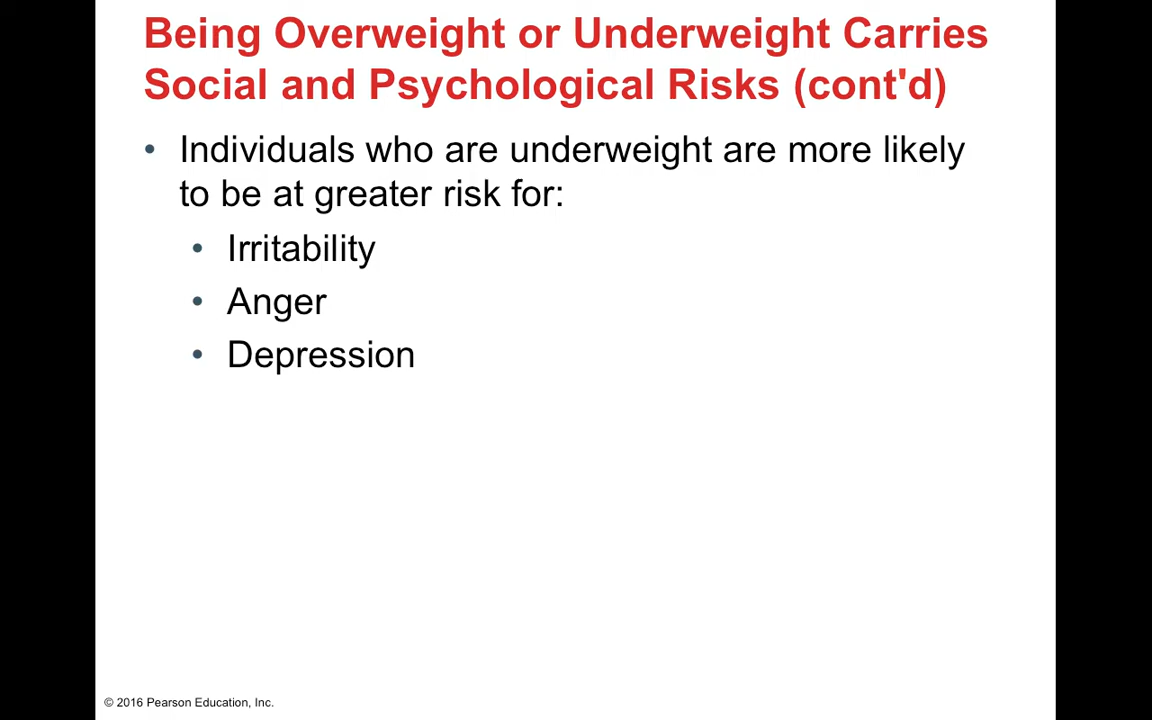 Being Overweight or Underweight Carries
Social and Psychological Risks (cont'd)
• Individuals who are underweight are more likely
to be at greater risk for:
• Irritability
• Anger
• Depression
© 2016 Pearson Education, Inc.